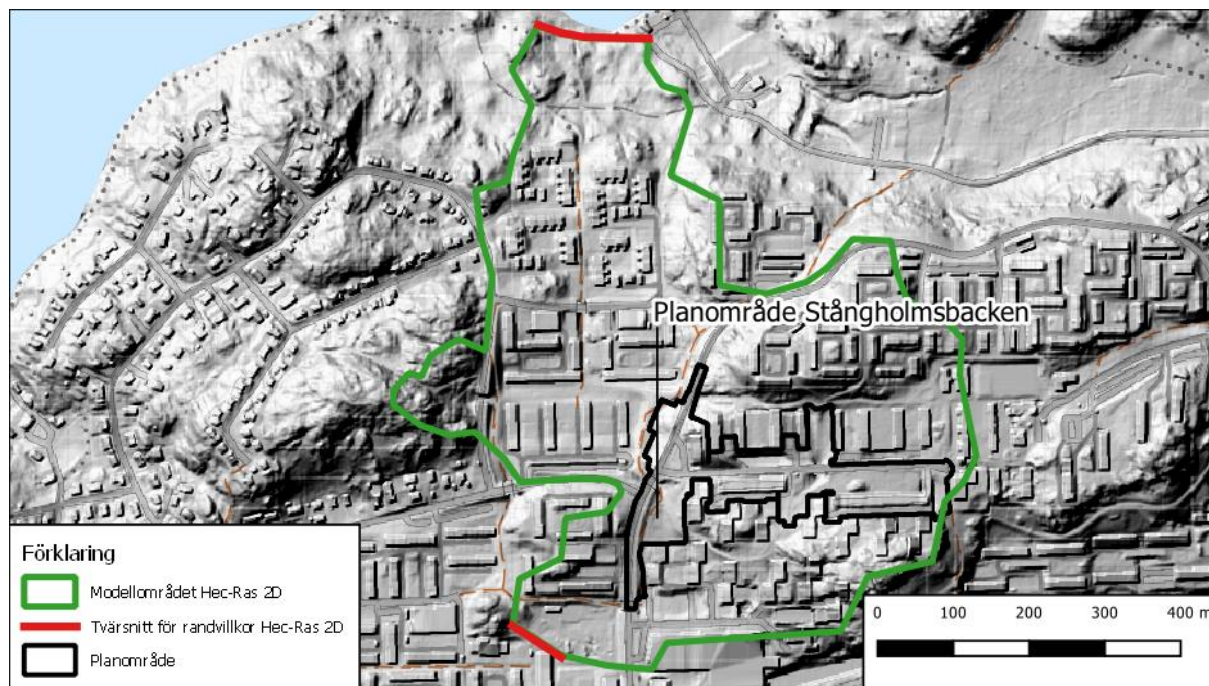 Planområde Stångholmsbacken
Förklaring
Modellområdet Hec-Ras 2D
Tvärsnitt för randvillkor Hec-Ras 2D
Planområde
0 100 200 300 400 m